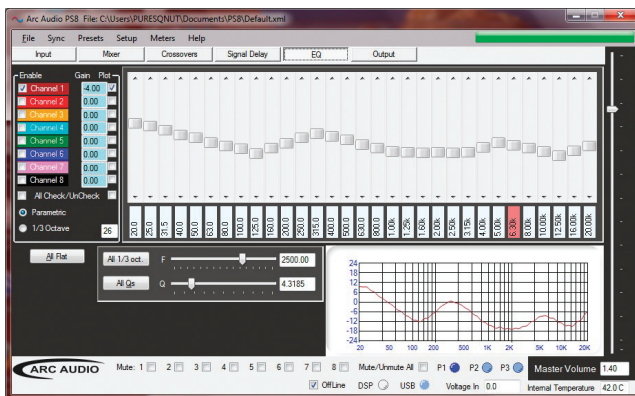 Arc Audio PS8 File: C:\Users\PURESQNUT\Documents\PS8\Default.xml
File Sync Presets Setup Meters Help
Input Mixer Crossovers Signal Delay EQ Output
Enable Gain Plot
Channel 1 -4.00
Channel 2 0.00
Channel 3 0.00
Channel 4 0.00
Channel 5 0.00
Channel 6 0.00
Channel 7 0.00
Channel 8 0.00
All Check/UnCheck
Parametric
1/3 Octave 26
20.0 25.0 31.5 40.0 50.0 63.0 80.0 100.0 125.0 160.0 200.0 250.0 315.0 400.0 500.0 630.0 800.0 1.00k 1.25k 1.60k 2.00k 2.50k 3.15k 4.00k 5.00k 6.30k 8.00k 10.00k 12.50k 16.00k 20.00k
All Flat
All 1/3 oct. F 2500.00
All Qs Q 4.3185
24
18
12
6
0
-6
-12
-18
-24
20 50 100 200 500 1K 2K 5K 10K 20K
ARC AUDIO
Mute: 1 2 3 4 5 6 7 8 Mute/Unmute All P1 P2 P3 Master Volume 1.40
OffLine DSP USB Voltage In 0.0 Internal Temperature 42.0 C